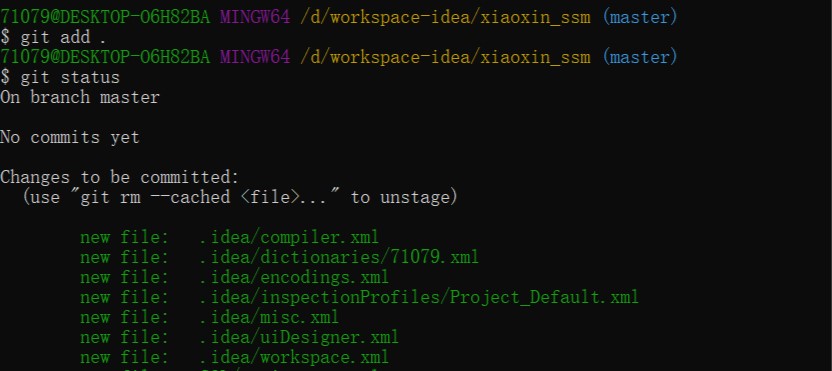 71079@DESKTOP-O6H82BA MINGW64 /d/workspace-idea/xiaoxin_ssm (master)
$ git add .
71079@DESKTOP-O6H82BA MINGW64 /d/workspace-idea/xiaoxin_ssm (master)
$ git status
On branch master
No commits yet
Changes to be committed:
(use "git rm --cached <file>..." to unstage)
new file: .idea/compiler.xml
new file: .idea/dictionaries/71079.xml
new file: .idea/encodings.xml
new file: .idea/inspectionProfiles/Project_Default.xml
new file: .idea/misc.xml
new file: .idea/uiDesigner.xml
new file: .idea/workspace.xml